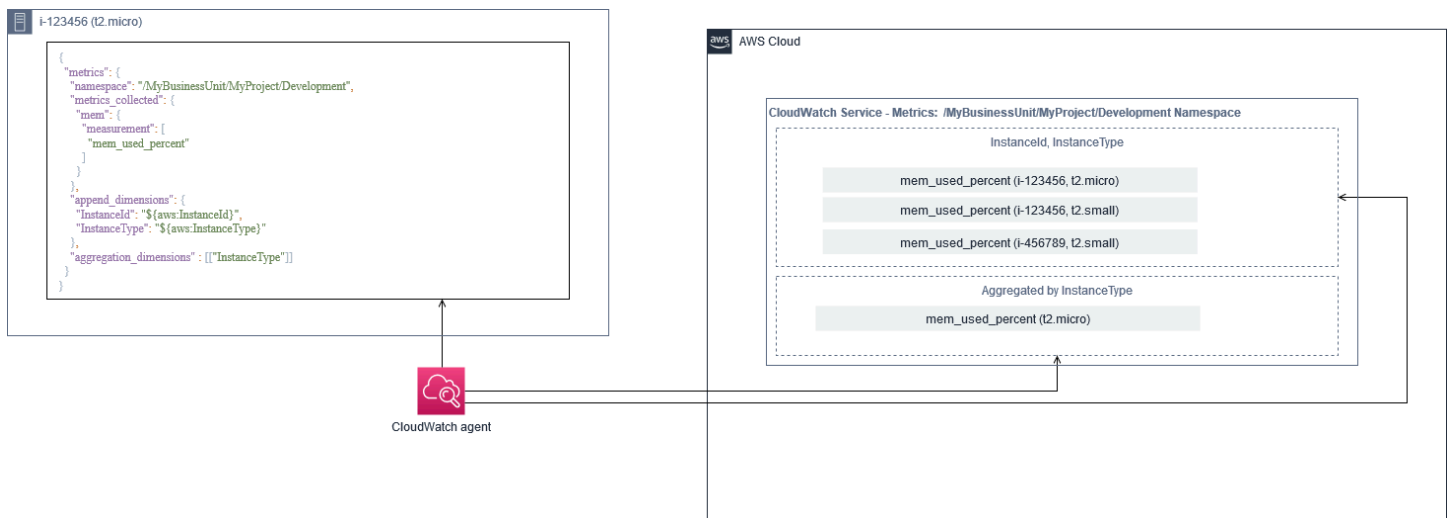 i-123456 (t2.micro)
{
"metrics": {
"namespace": "/MyBusinessUnit/MyProject/Development",
"metrics_collected": {
"mem": {
"measurement": [
"mem_used_percent"
]
}
},
"append_dimensions": {
"InstanceId": "${aws:InstanceId}",
"InstanceType": "${aws:InstanceType}"
},
"aggregation_dimensions" : [["InstanceType"]]
}
}
CloudWatch agent
aws
AWS Cloud
CloudWatch Service - Metrics: /MyBusinessUnit/MyProject/Development Namespace
InstanceId, InstanceType
mem_used_percent (i-123456, t2.micro)
mem_used_percent (i-123456, t2.small)
mem_used_percent (i-456789, t2.small)
Aggregated by InstanceType
mem_used_percent (t2.micro)